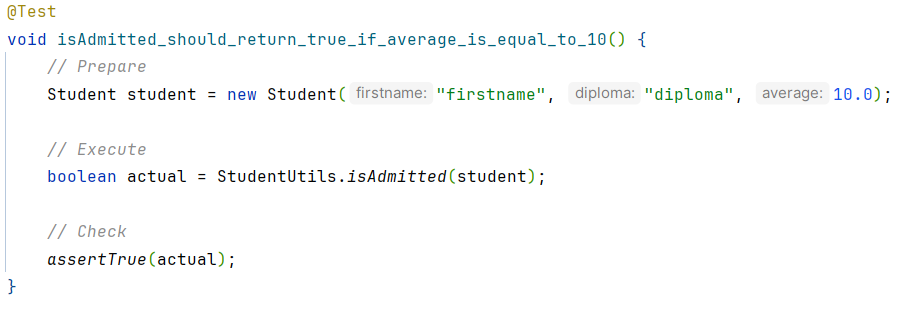 @Test
void isAdmitted_should_return_true_if_average_is_equal_to_10() {
// Prepare
Student student = new Student( firstname: "firstname", diploma: "diploma", average: 10.0);
// Execute
boolean actual = StudentUtils.isAdmitted(student);
// Check
assertTrue(actual);
}